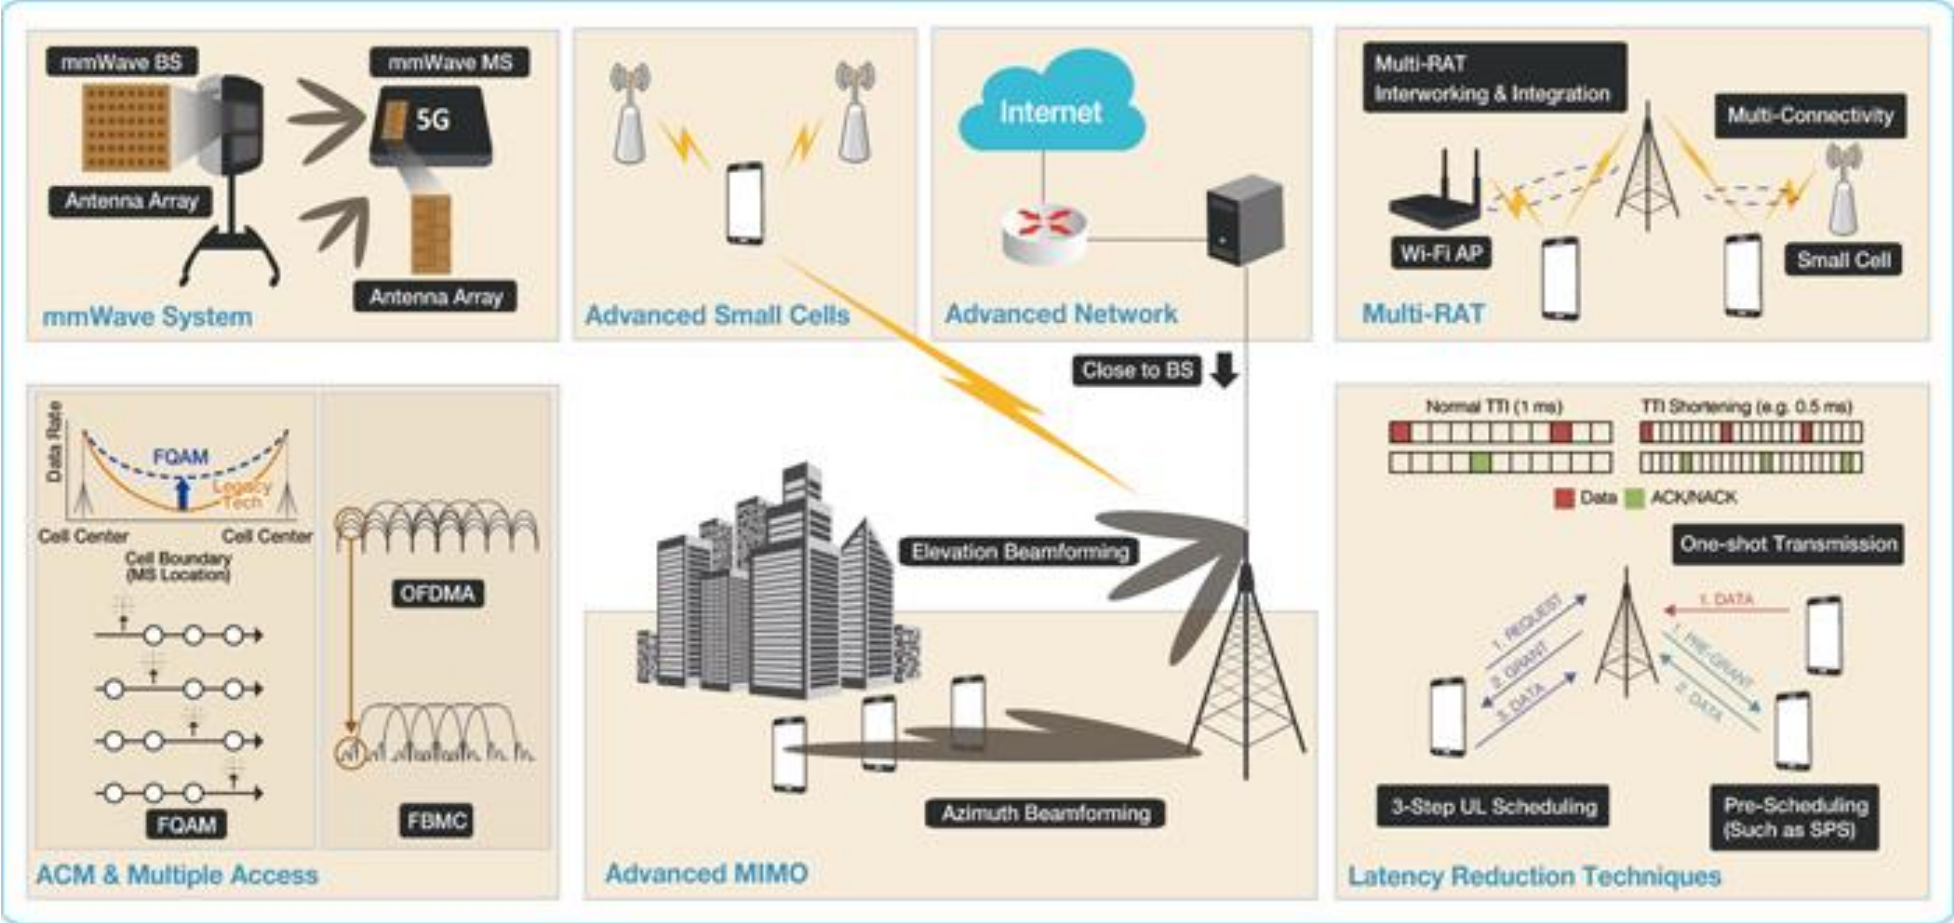 mmWave BS
mmWave MS
5G
Antenna Array
Antenna Array
mmWave System
Advanced Small Cells
Internet
Advanced Network
Close to BS
Multi-RAT
Interworking & Integration
Multi-Connectivity
Wi-Fi AP
Small Cell
Multi-RAT
Data Rate
FQAM
Legacy
Tech
Cell Center
Cell Center
Cell Boundary
(MS Location)
FQAM
OFDMA
FBMC
ACM & Multiple Access
Elevation Beamforming
Azimuth Beamforming
Advanced MIMO
Normal TTI (1 ms)
TTI Shortening (e.g. 0.5 ms)
Data
ACK/NACK
One-shot Transmission
1. REQUEST
2. GRANT
3. DATA
1. DATA
1. PRE-GRANT
2. DATA
3-Step UL Scheduling
Pre-Scheduling
(Such as SPS)
Latency Reduction Techniques